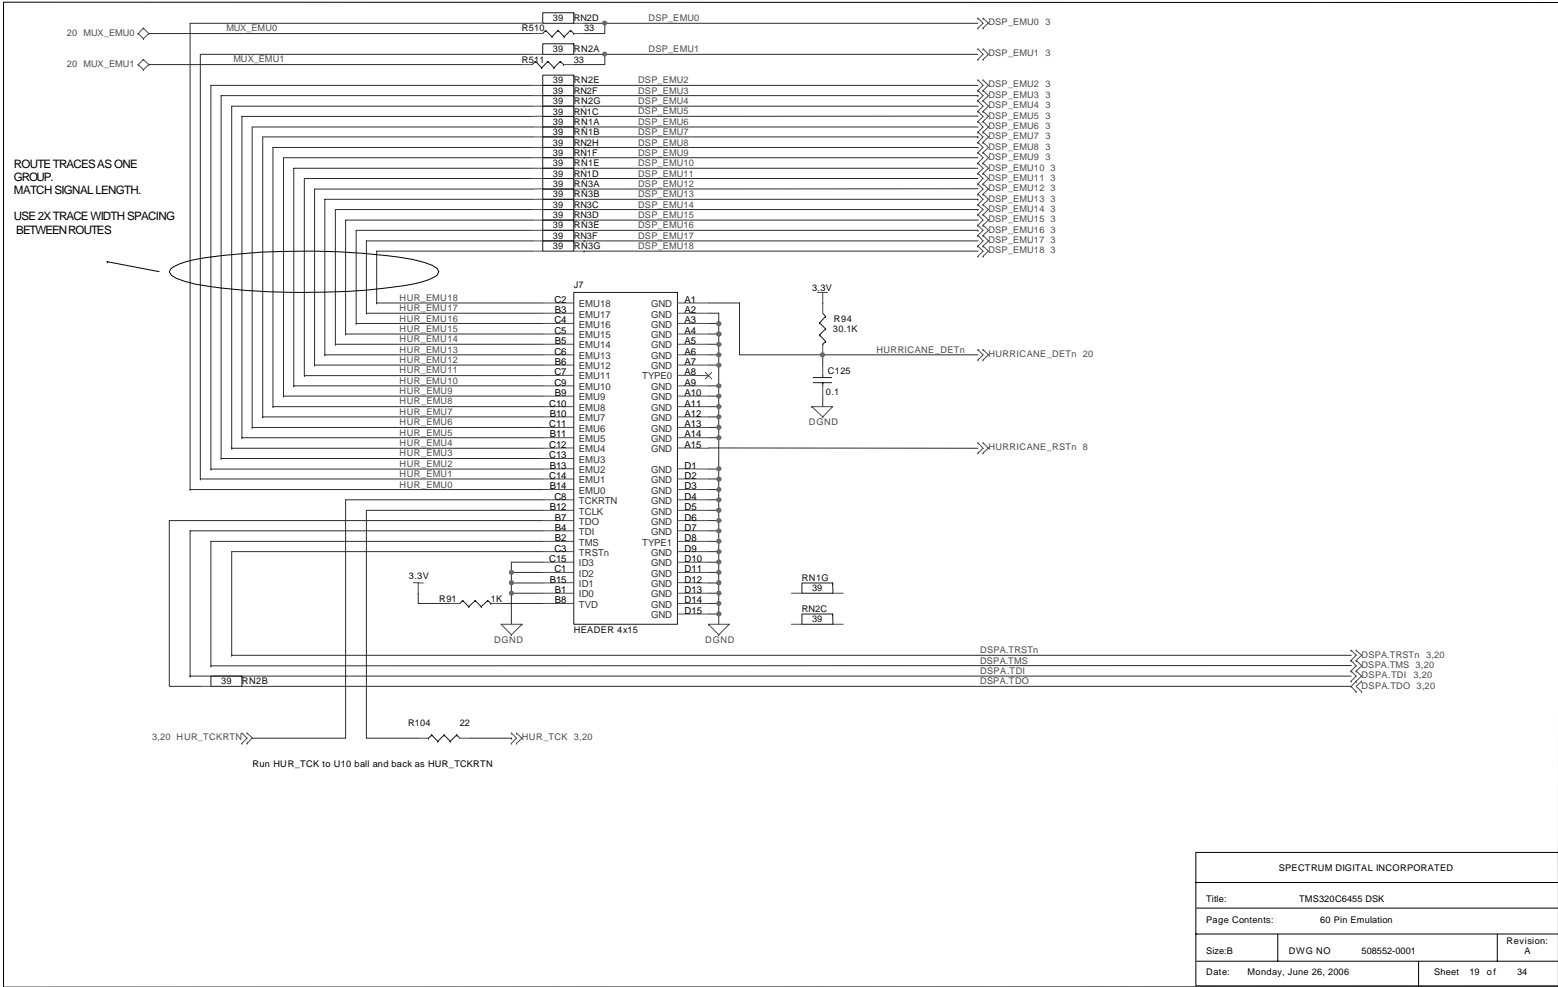 39 RN2D DSP_EMU0 DSP_EMU0 3
20 MUX_EMU0 MUX_EMU0 R510 33
39 RN2A DSP_EMU1 DSP_EMU1 3
20 MUX_EMU1 MUX_EMU1 R511 33
39 RN2E DSP_EMU2 DSP_EMU2 3
39 RN2F DSP_EMU3 DSP_EMU3 3
39 RN2G DSP_EMU4 DSP_EMU4 3
39 RN1C DSP_EMU5 DSP_EMU5 3
39 RN1A DSP_EMU6 DSP_EMU6 3
39 RN1B DSP_EMU7 DSP_EMU7 3
39 RN2H DSP_EMU8 DSP_EMU8 3
39 RN1F DSP_EMU9 DSP_EMU9 3
39 RN1E DSP_EMU10 DSP_EMU10 3
39 RN1D DSP_EMU11 DSP_EMU11 3
39 RN3A DSP_EMU12 DSP_EMU12 3
39 RN3B DSP_EMU13 DSP_EMU13 3
39 RN3C DSP_EMU14 DSP_EMU14 3
39 RN3D DSP_EMU15 DSP_EMU15 3
39 RN3E DSP_EMU16 DSP_EMU16 3
39 RN3F DSP_EMU17 DSP_EMU17 3
39 RN3G DSP_EMU18 DSP_EMU18 3
ROUTE TRACES AS ONE
GROUP.
MATCH SIGNAL LENGTH.
USE 2X TRACE WIDTH SPACING
BETWEEN ROUTES
J7
HUR_EMU18 C2 EMU18 GND A1
HUR_EMU17 B3 EMU17 GND A2
HUR_EMU16 C4 EMU16 GND A3
HUR_EMU15 C5 EMU15 GND A4
HUR_EMU14 B5 EMU14 GND A5
HUR_EMU13 C6 EMU13 GND A6
HUR_EMU12 B6 EMU12 GND A7
HUR_EMU11 C7 EMU11 TYPE0 A8
HUR_EMU10 C9 EMU10 GND A9
HUR_EMU9 B9 EMU9 GND A10
HUR_EMU8 C10 EMU8 GND A11
HUR_EMU7 B10 EMU7 GND A12
HUR_EMU6 C11 EMU6 GND A13
HUR_EMU5 B11 EMU5 GND A14
HUR_EMU4 C12 EMU4 GND A15
HUR_EMU3 C13 EMU3
HUR_EMU2 B13 EMU2 GND D1
HUR_EMU1 C14 EMU1 GND D2
HUR_EMU0 B14 EMU0 GND D3
C8 TCKRTN GND D4
B12 TCLK GND D5
B7 TDO GND D6
B4 TDI GND D7
B2 TMS TYPE1 D8
C3 TRSTn GND D9
C15 ID3 GND D10
C1 ID2 GND D11
B15 ID1 GND D12
B1 ID0 GND D13
B8 TVD GND D14
GND D15
HEADER 4x15
3.3V
R94
30.1K
HURRICANE_DETn HURRICANE_DETn 20
C125
0.1
DGND
HURRICANE_RSTn 8
3.3V
R91 1K
DGND
DGND
RN1G
39
RN2C
39
DSPA.TRSTn DSPA.TRSTn 3,20
DSPA.TMS DSPA.TMS 3,20
DSPA.TDI DSPA.TDI 3,20
39 RN2B DSPA.TDO DSPA.TDO 3,20
R104 22
3,20 HUR_TCKRTN HUR_TCK 3,20
Run HUR_TCK to U10 ball and back as HUR_TCKRTN
SPECTRUM DIGITAL INCORPORATED
Title: TMS320C6455 DSK
Page Contents: 60 Pin Emulation
Size:B DWG NO 508552-0001 Revision: A
Date: Monday, June 26, 2006 Sheet 19 of 34